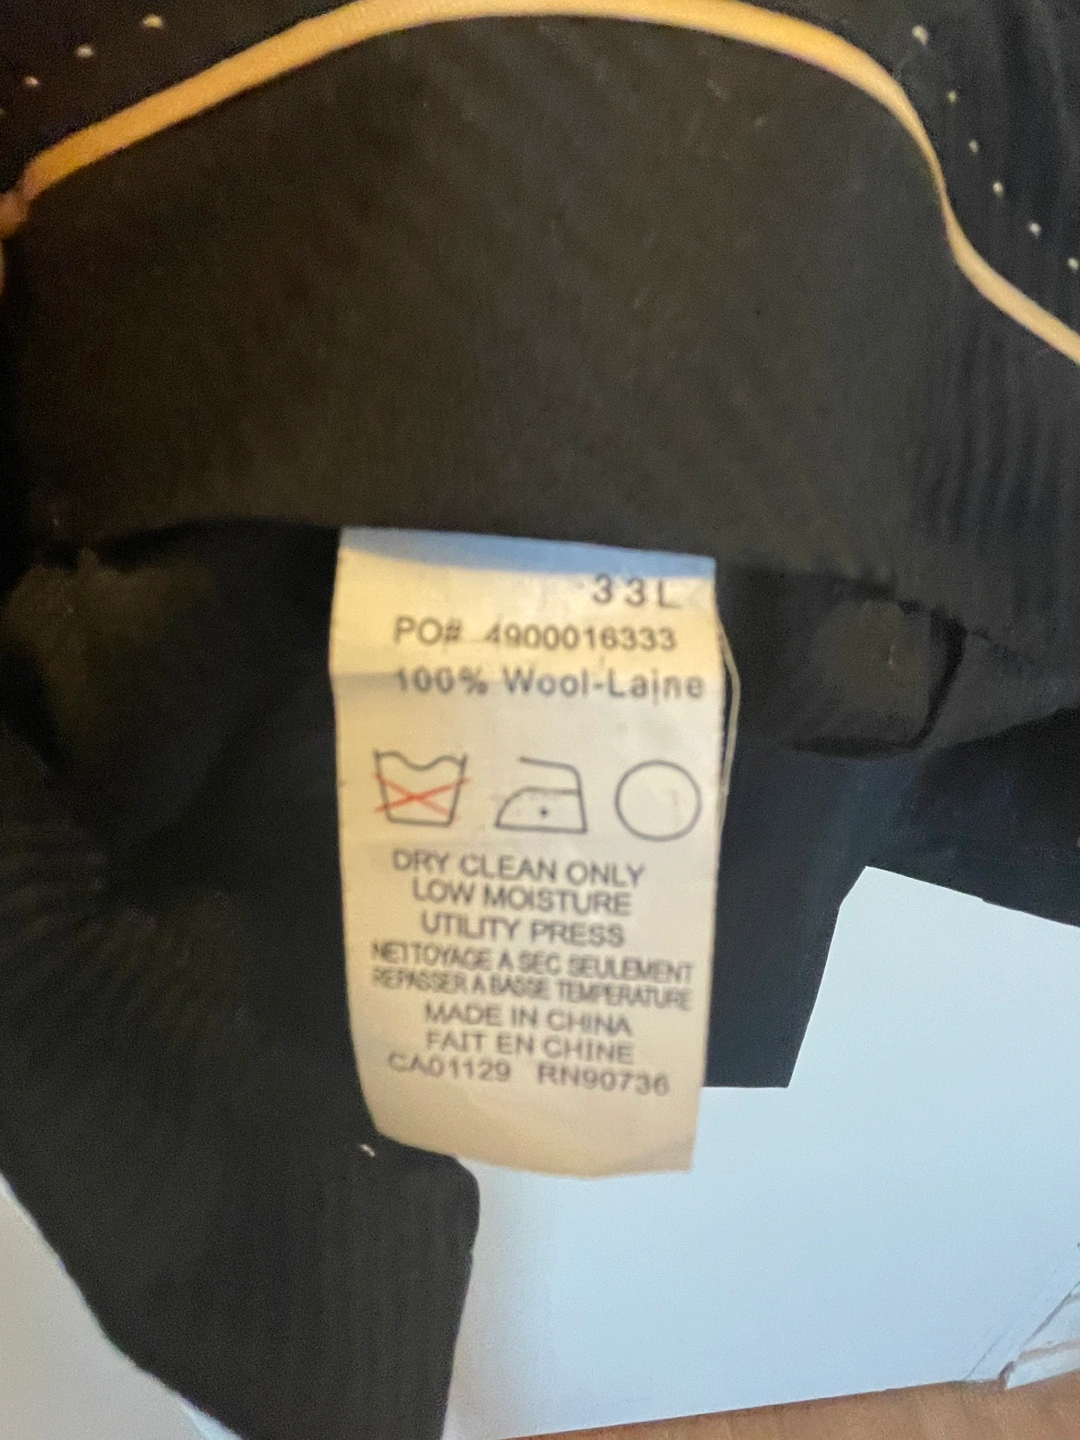 33L
PO# 4900016333
100% Wool-Laine
DRY CLEAN ONLY
LOW MOISTURE
UTILITY PRESS
NETTOYAGE A SEC SEULEMENT
REPASSER A BASSE TEMPERATURE
MADE IN CHINA
FAIT EN CHINE
CA01129 RN90736